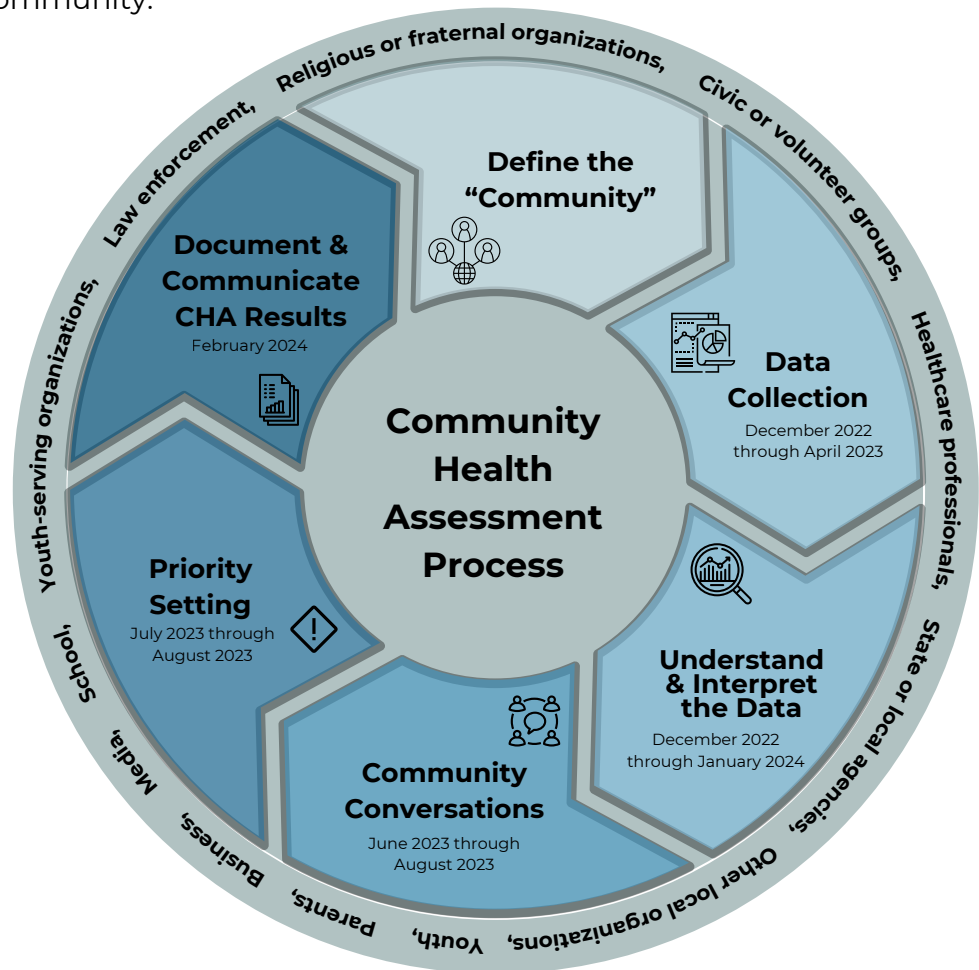 ommunity.
Religious or fraternal organizations,
Civic or volunteer groups,
Healthcare professionals,
State or local agencies,
Other local organizations,
Youth,
Parents,
Business,
Media,
School,
Youth-serving organizations,
Law enforcement,
Define the
“Community”
Data
Collection
December 2022
through April 2023
Understand
& Interpret
the Data
December 2022
through January 2024
Community
Conversations
June 2023 through
August 2023
Priority
Setting
July 2023 through
August 2023
Document &
Communicate
CHA Results
February 2024
Community
Health
Assessment
Process